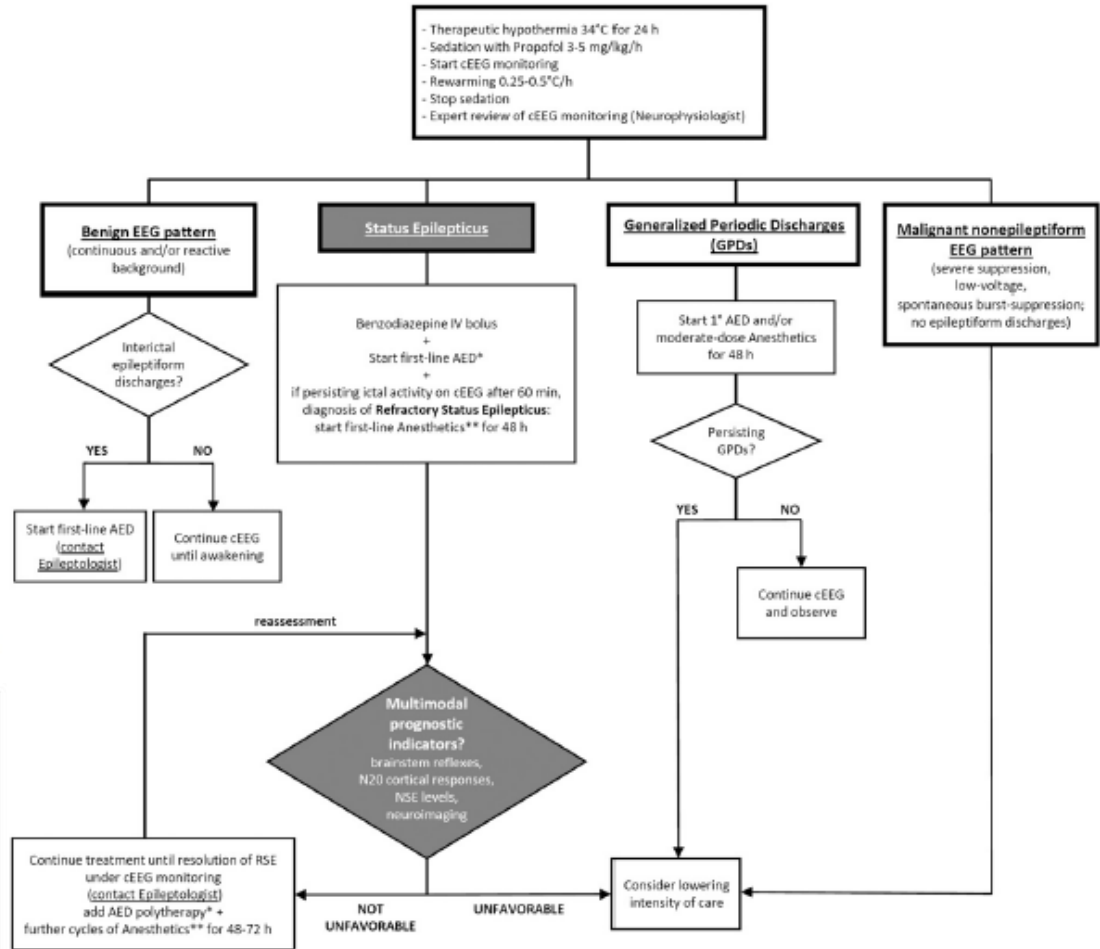 - Therapeutic hypothermia 34°C for 24 h
- Sedation with Propofol 3-5 mg/kg/h
- Start cEEG monitoring
- Rewarming 0.25-0.5°C/h
- Stop sedation
- Expert review of cEEG monitoring (Neurophysiologist)
Benign EEG pattern
(continuous and/or reactive
background)
Status Epilepticus
Generalized Periodic Discharges
(GPDs)
Malignant nonepileptiform
EEG pattern
(severe suppression,
low-voltage,
spontaneous burst-suppression;
no epileptiform discharges)
Interictal
epileptiform
discharges?
Benzodiazepine IV bolus
+
Start first-line AED*
+
if persisting ictal activity on cEEG after 60 min,
diagnosis of Refractory Status Epilepticus:
start first-line Anesthetics** for 48 h
Start 1° AED and/or
moderate-dose Anesthetics
for 48 h
Persisting
GPDs?
YES
NO
Start first-line AED
(contact
Epileptologist)
Continue cEEG
until awakening
YES
NO
Continue cEEG
and observe
reassessment
Multimodal
prognostic
indicators?
brainstem reflexes,
N20 cortical responses,
NSE levels,
neuroimaging
Continue treatment until resolution of RSE
under cEEG monitoring
(contact Epileptologist)
add AED polytherapy* +
further cycles of Anesthetics** for 48-72 h
NOT
UNFAVORABLE
UNFAVORABLE
Consider lowering
intensity of care